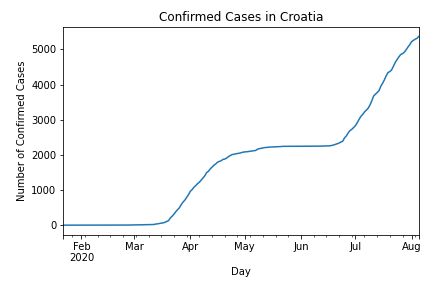 Confirmed Cases in Croatia
Number of Confirmed Cases
5000
4000
3000
2000
1000
0
Feb Mar Apr May Jun Jul Aug
2020
Day